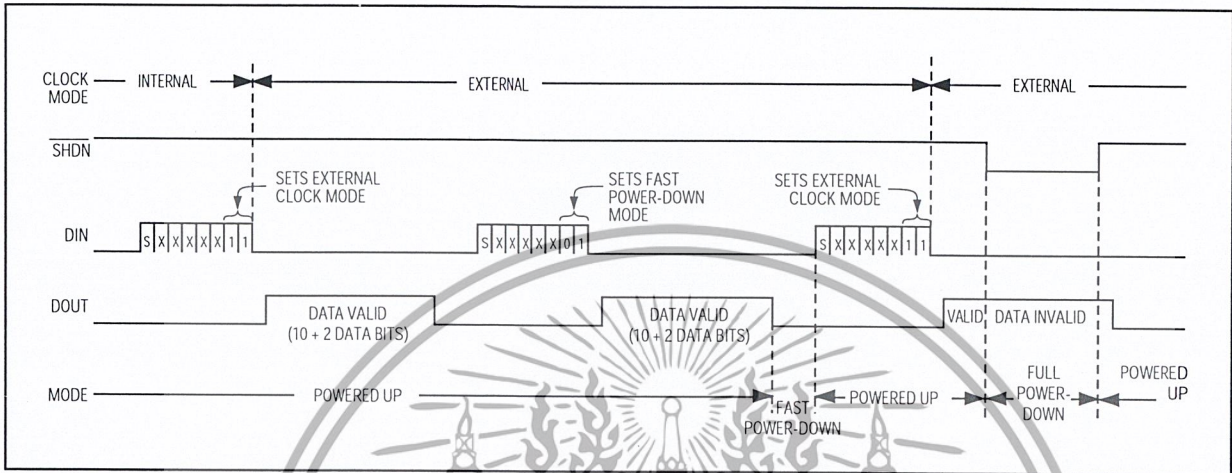 CLOCK MODE INTERNAL EXTERNAL EXTERNAL
SHDN
SETS EXTERNAL CLOCK MODE
SETS FAST POWER-DOWN MODE
SETS EXTERNAL CLOCK MODE
DIN S X X X X X 1 1 S X X X X X 0 1 S X X X X X 1 1
DOUT DATA VALID (10 + 2 DATA BITS) DATA VALID (10 + 2 DATA BITS) VALID DATA INVALID
MODE POWERED UP FAST POWER-DOWN POWERED UP FULL POWER-DOWN POWERED UP